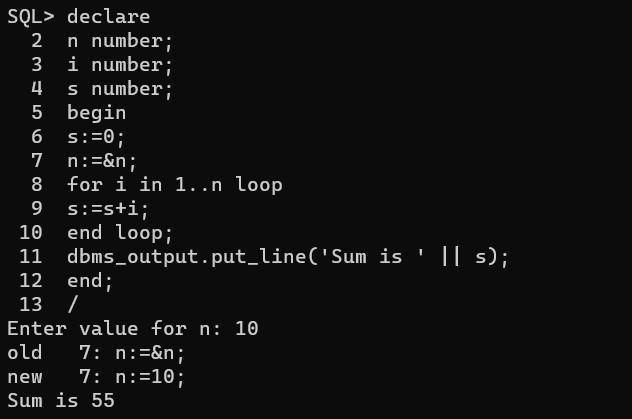 SQL> declare
  2  n number;
  3  i number;
  4  s number;
  5  begin
  6  s:=0;
  7  n:=&n;
  8  for i in 1..n loop
  9  s:=s+i;
 10  end loop;
 11  dbms_output.put_line('Sum is ' || s);
 12  end;
 13  /
Enter value for n: 10
old   7: n:=&n;
new   7: n:=10;
Sum is 55